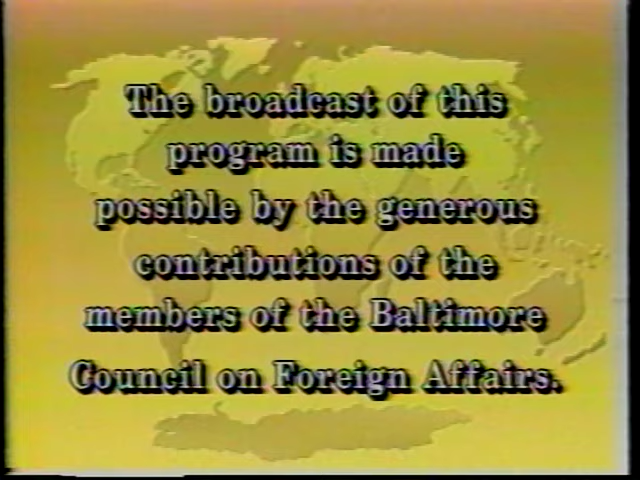 The broadcast of this
program is made
possible by the generous
contributions of the
members of the Baltimore
Council on Foreign Affairs.